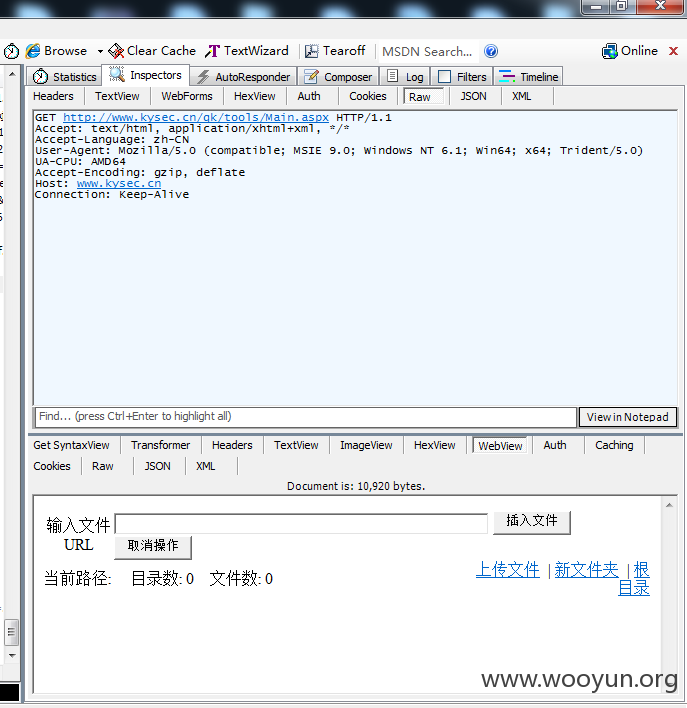 Browse Clear Cache TextWizard Tearoff MSDN Search... Online
Statistics Inspectors AutoResponder Composer Log Filters Timeline
Headers TextView WebForms HexView Auth Cookies Raw JSON XML
GET http://www.kysec.cn/gk/tools/Main.aspx HTTP/1.1
Accept: text/html, application/xhtml+xml, */*
Accept-Language: zh-CN
User-Agent: Mozilla/5.0 (compatible; MSIE 9.0; Windows NT 6.1; Win64; x64; Trident/5.0)
UA-CPU: AMD64
Accept-Encoding: gzip, deflate
Host: www.kysec.cn
Connection: Keep-Alive
Find... (press Ctrl+Enter to highlight all) View in Notepad
Get SyntaxView Transformer Headers TextView ImageView HexView WebView Auth Caching
Cookies Raw JSON XML
Document is: 10,920 bytes.
输入文件 插入文件
URL 取消操作
当前路径: 目录数: 0 文件数: 0 上传文件 | 新文件夹 | 根
目录
www.wooyun.org